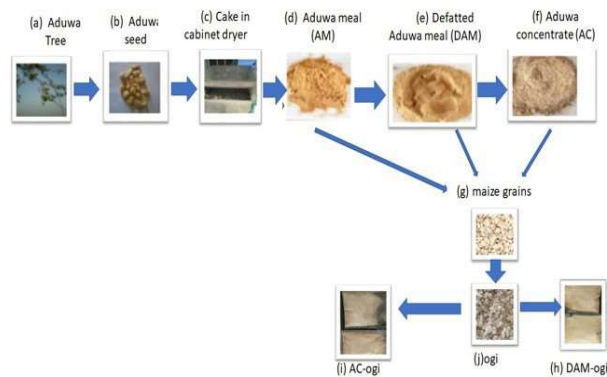 (a) Aduwa
Tree
(b) Aduwa
seed
(c) Cake in
cabinet dryer
(d) Aduwa meal
(AM)
(e) Defatted
Aduwa meal (DAM)
(f) Aduwa
concentrate (AC)
(g) maize grains
(i) AC-ogi
(j)ogi
(h) DAM-ogi